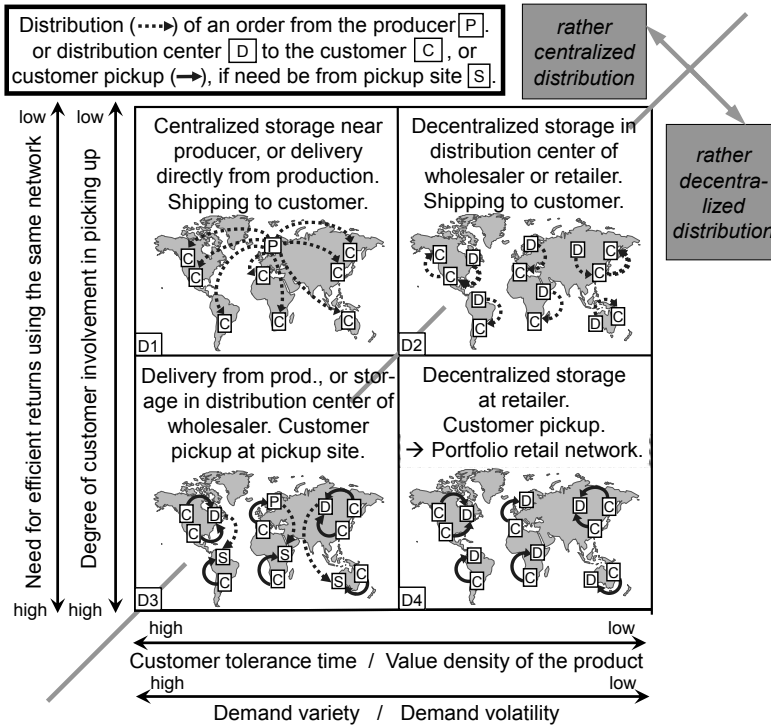 Distribution (·····▸) of an order from the producer P.
or distribution center D to the customer C, or
customer pickup (→), if need be from pickup site S.
rather
centralized
distribution
rather
decentra-
lized
distribution
low
low
Need for efficient returns using the same network
Degree of customer involvement in picking up
high
high
Centralized storage near
producer, or delivery
directly from production.
Shipping to customer.
P
C
C
C
C
C
C
C
C
D1
Decentralized storage in
distribution center of
wholesaler or retailer.
Shipping to customer.
D
D
D
C
C
C
C
C
C
D
D
C
C
D
C
D2
Delivery from prod., or stor-
age in distribution center of
wholesaler. Customer
pickup at pickup site.
P
C
D
D
C
C
C
C
S
S
C
C
S
C
D3
Decentralized storage
at retailer.
Customer pickup.
→ Portfolio retail network.
D
C
D
D
C
C
C
C
D
D
C
C
D
C
D4
high
low
Customer tolerance time / Value density of the product
high
low
Demand variety / Demand volatility